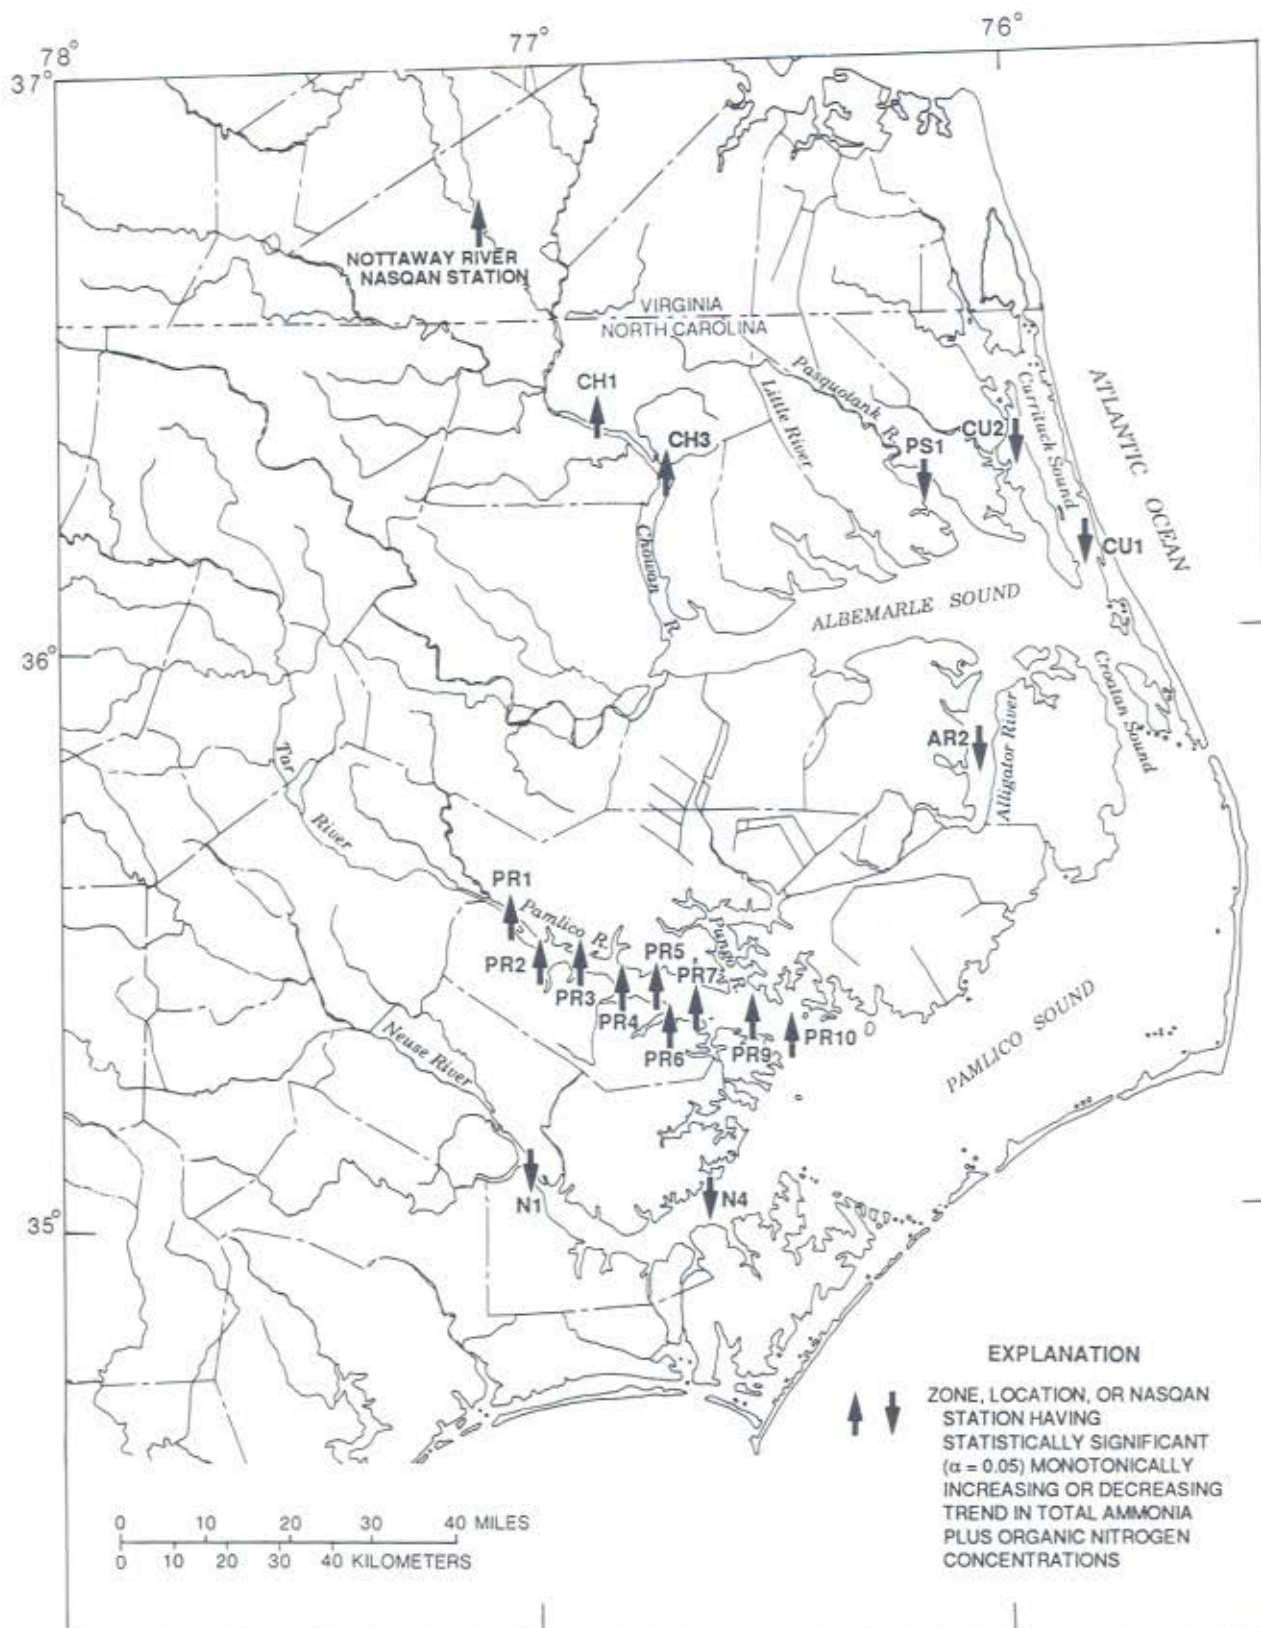 78°
77°
76°
37°
NOTTAWAY RIVER
NASQAN STATION
VIRGINIA
NORTH CAROLINA
CH1
CH3
Pasquotank R.
Little River
PS1
CU2
Currituck Sound
ATLANTIC OCEAN
CU1
Chowan R.
ALBEMARLE SOUND
36°
Croatan Sound
AR2
Alligator River
Tar River
PR1
Pamlico R.
PR2
PR3
PR4
PR5
PR7
Pungo R.
PR6
PR9
PR10
PAMLICO SOUND
Neuse River
N1
N4
35°
EXPLANATION
ZONE, LOCATION, OR NASQAN
STATION HAVING
STATISTICALLY SIGNIFICANT
(α = 0.05) MONOTONICALLY
INCREASING OR DECREASING
TREND IN TOTAL AMMONIA
PLUS ORGANIC NITROGEN
CONCENTRATIONS
0 10 20 30 40 MILES
0 10 20 30 40 KILOMETERS